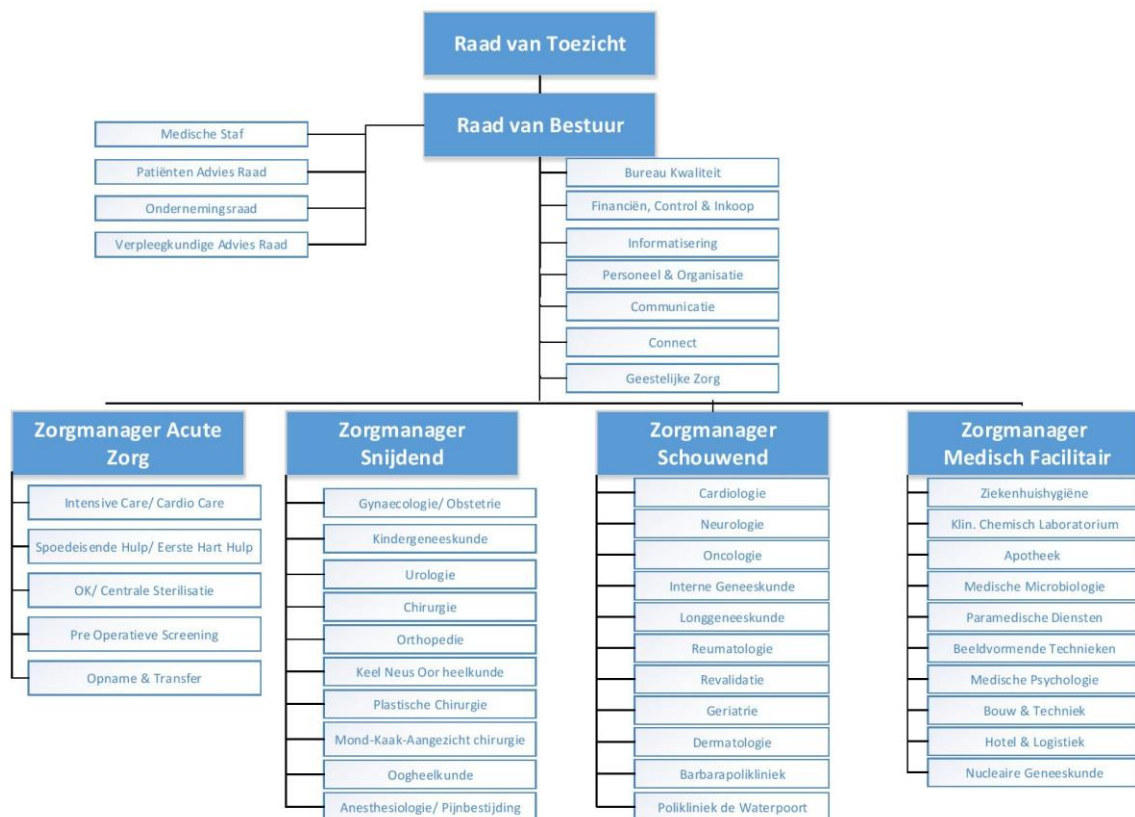 Raad van Toezicht
Raad van Bestuur
Medische Staf
Patiënten Advies Raad
Ondernemingsraad
Verpleegkundige Advies Raad
Bureau Kwaliteit
Financiën, Control & Inkoop
Informatisering
Personeel & Organisatie
Communicatie
Connect
Geestelijke Zorg
Zorgmanager Acute
Zorg
Intensive Care/ Cardio Care
Spoedeisende Hulp/ Eerste Hart Hulp
OK/ Centrale Sterilisatie
Pre Operatieve Screening
Opname & Transfer
Zorgmanager
Snijdend
Gynaecologie/ Obstetrie
Kindergeneeskunde
Urologie
Chirurgie
Orthopedie
Keel Neus Oor heelkunde
Plastische Chirurgie
Mond-Kaak-Aangezicht chirurgie
Oogheelkunde
Anesthesiologie/ Pijnbestijding
Zorgmanager
Schouwend
Cardiologie
Neurologie
Oncologie
Interne Geneeskunde
Longgeneeskunde
Reumatologie
Revalidatie
Geriatrie
Dermatologie
Barbarapolikliniek
Polikliniek de Waterpoort
Zorgmanager
Medisch Facilitair
Ziekenhuishygiëne
Klin. Chemisch Laboratorium
Apotheek
Medische Microbiologie
Paramedische Diensten
Beeldvormende Technieken
Medische Psychologie
Bouw & Techniek
Hotel & Logistiek
Nucleaire Geneeskunde